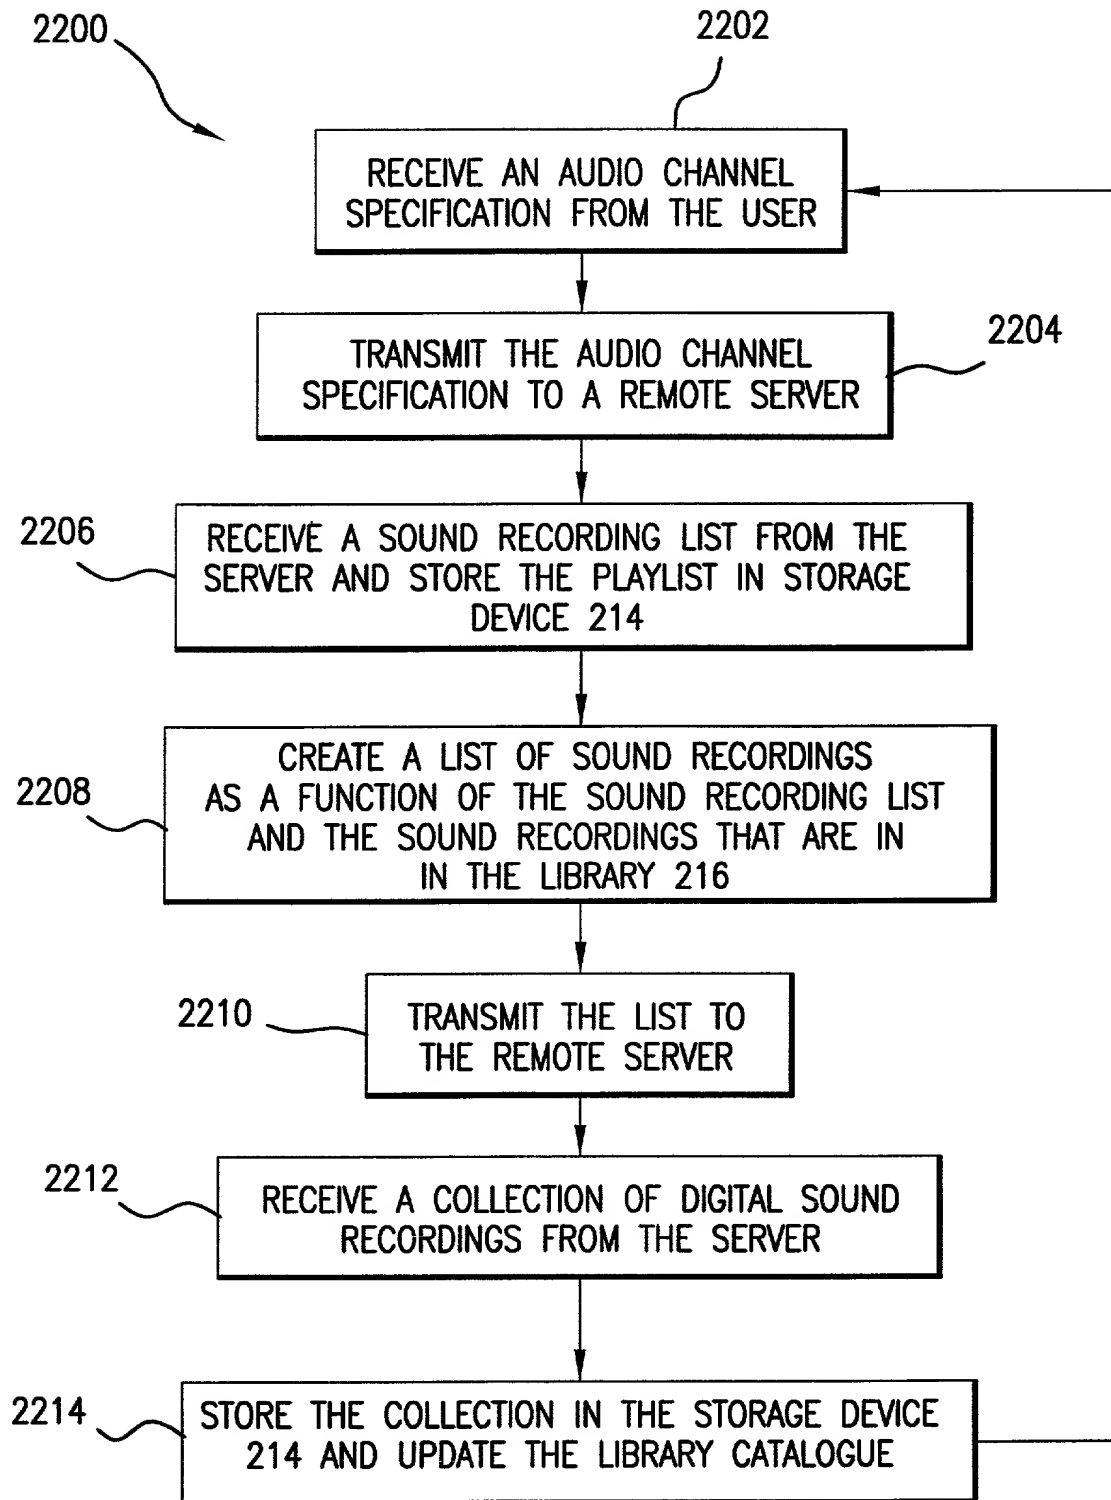 2200
2202
RECEIVE AN AUDIO CHANNEL
SPECIFICATION FROM THE USER
2204
TRANSMIT THE AUDIO CHANNEL
SPECIFICATION TO A REMOTE SERVER
2206
RECEIVE A SOUND RECORDING LIST FROM THE
SERVER AND STORE THE PLAYLIST IN STORAGE
DEVICE 214
2208
CREATE A LIST OF SOUND RECORDINGS
AS A FUNCTION OF THE SOUND RECORDING LIST
AND THE SOUND RECORDINGS THAT ARE IN
IN THE LIBRARY 216
2210
TRANSMIT THE LIST TO
THE REMOTE SERVER
2212
RECEIVE A COLLECTION OF DIGITAL SOUND
RECORDINGS FROM THE SERVER
2214
STORE THE COLLECTION IN THE STORAGE DEVICE
214 AND UPDATE THE LIBRARY CATALOGUE